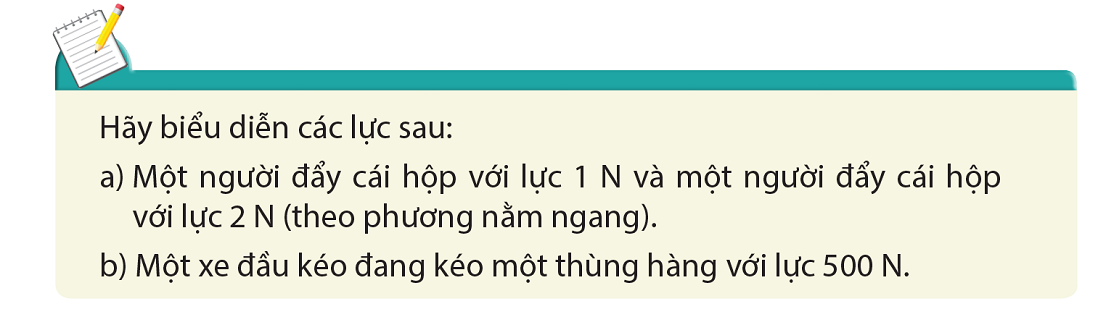 Hãy biểu diễn các lực sau:
a) Một người đẩy cái hộp với lực 1 N và một người đẩy cái hộp
với lực 2 N (theo phương nằm ngang).
b) Một xe đầu kéo đang kéo một thùng hàng với lực 500 N.